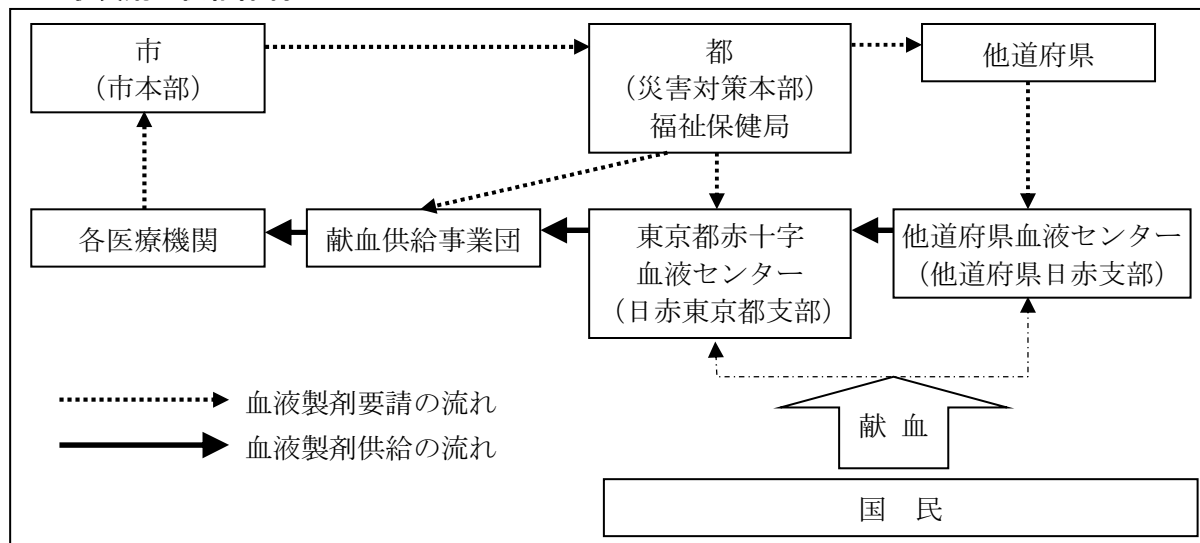 市
（市本部）
都
（災害対策本部）
福祉保健局
他道府県
各医療機関
献血供給事業団
東京都赤十字
血液センター
（日赤東京都支部）
他道府県血液センター
（他道府県日赤支部）
血液製剤要請の流れ
血液製剤供給の流れ
献 血
国 民